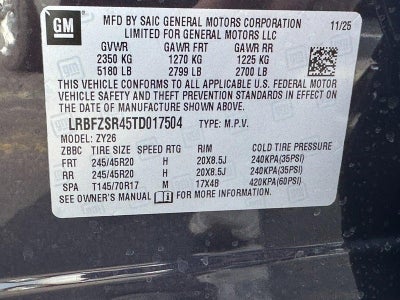 GM
MFD BY SAIC GENERAL MOTORS CORPORATION 11/25
LIMITED FOR GENERAL MOTORS LLC
GVWR GAWR FRT GAWR RR
2350 KG 1270 KG 1225 KG
5180 LB 2799 LB 2700 LB
THIS VEHICLE CONFORMS TO ALL APPLICABLE U.S. FEDERAL MOTOR
VEHICLE SAFETY AND THEFT PREVENTION STANDARDS IN EFFECT ON
THE DATE OF MANUFACTURE SHOWN ABOVE.
LRBFZSR45TD017504 TYPE: M.P.V.
MODEL: ZY26
ZBBC TIRE SIZE SPEED RTG RIM COLD TIRE PRESSURE
FRT 245/45R20 H 20X8.5J 240KPA(35PSI)
RR 245/45R20 H 20X8.5J 240KPA(35PSI)
SPA T145/70R17 M 17X4B 420KPA(60PSI)
SEE OWNER'S MANUAL FOR MORE INFORMATION